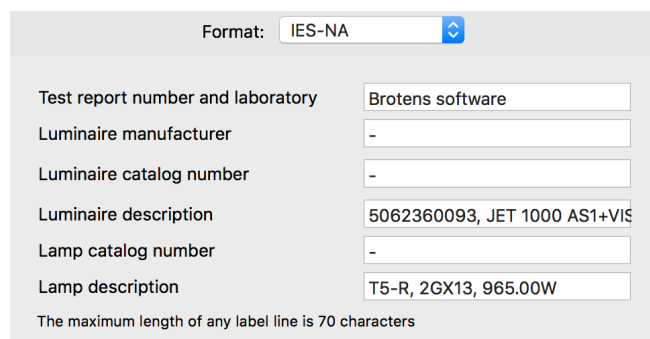 Format: IES-NA
Test report number and laboratory Brotens software
Luminaire manufacturer -
Luminaire catalog number -
Luminaire description 5062360093, JET 1000 AS1+VIS
Lamp catalog number -
Lamp description T5-R, 2GX13, 965.00W
The maximum length of any label line is 70 characters